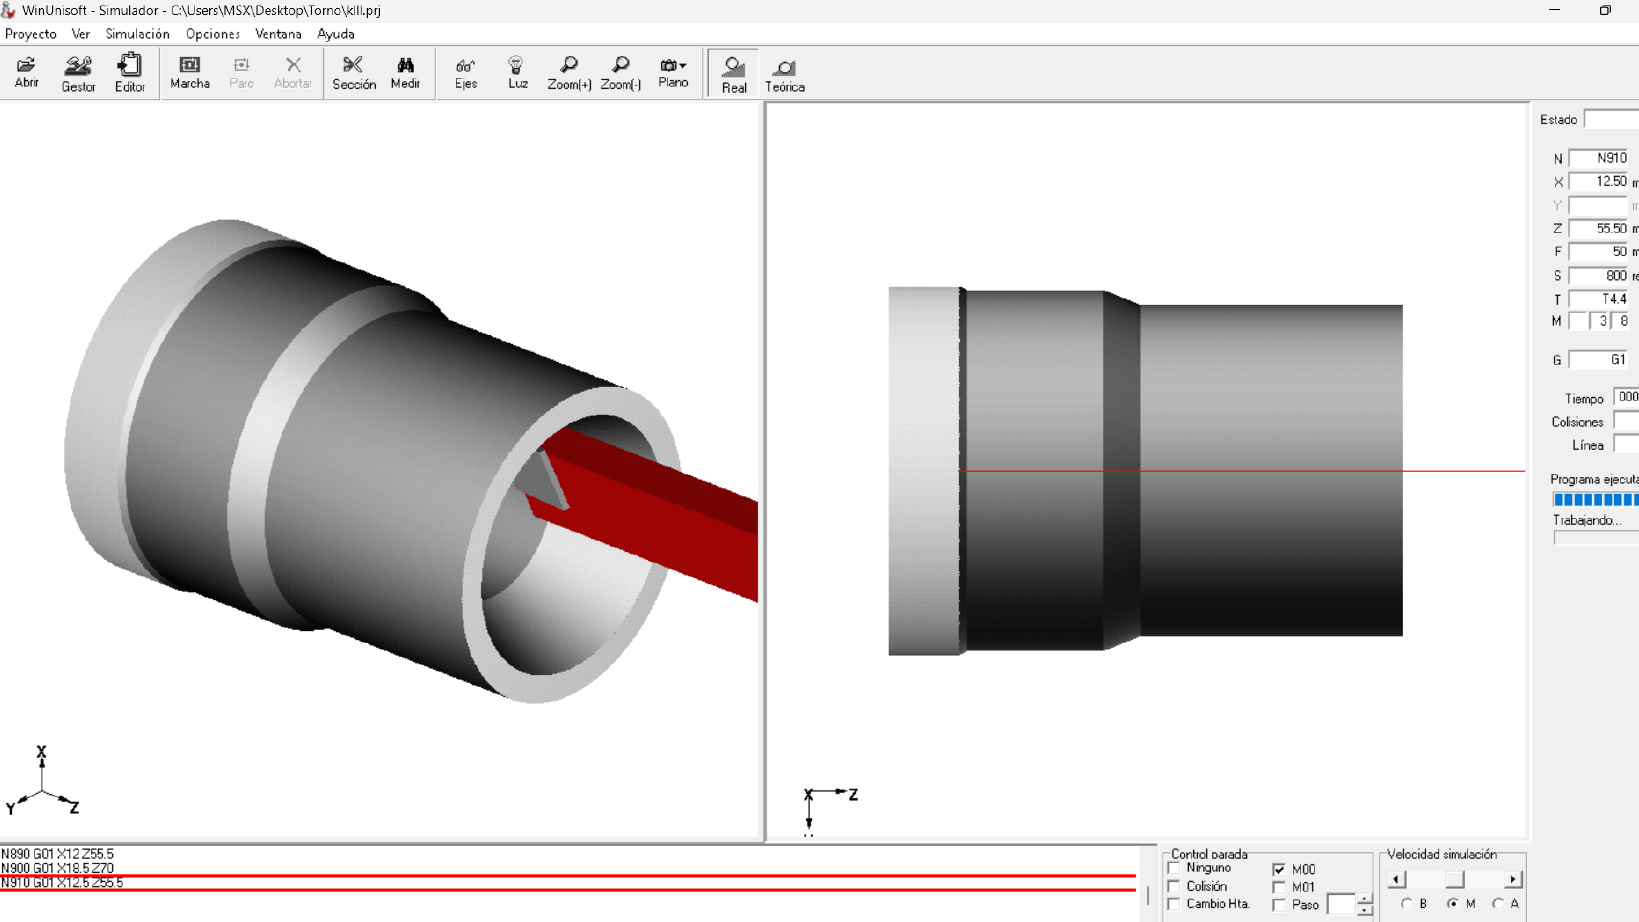 WinUnisoft - Simulador - C:\Users\MSX\Desktop\Torno\klll.prj
Proyecto Ver Simulación Opciones Ventana Ayuda
Abrir Gestor Editor Marcha Paro Abortar Sección Medir Ejes Luz Zoom(+) Zoom(-) Plano Real Teórica
Estado
N N910
X 12.50 m
Y m
Z 55.50 m
F 50 m
S 800 re
T T4.4
M 3 8
G G1
Tiempo 000
Colisiones
Línea
Programa ejecuta
Trabajando...
X
Y Z
X Z
N890 G01 X12 Z55.5
N900 G01 X18.5 Z70
N910 G01 X12.5 Z55.5
Control parada
Ninguno M00
Colisión M01
Cambio Hta. Paso
Velocidad simulación
B M A